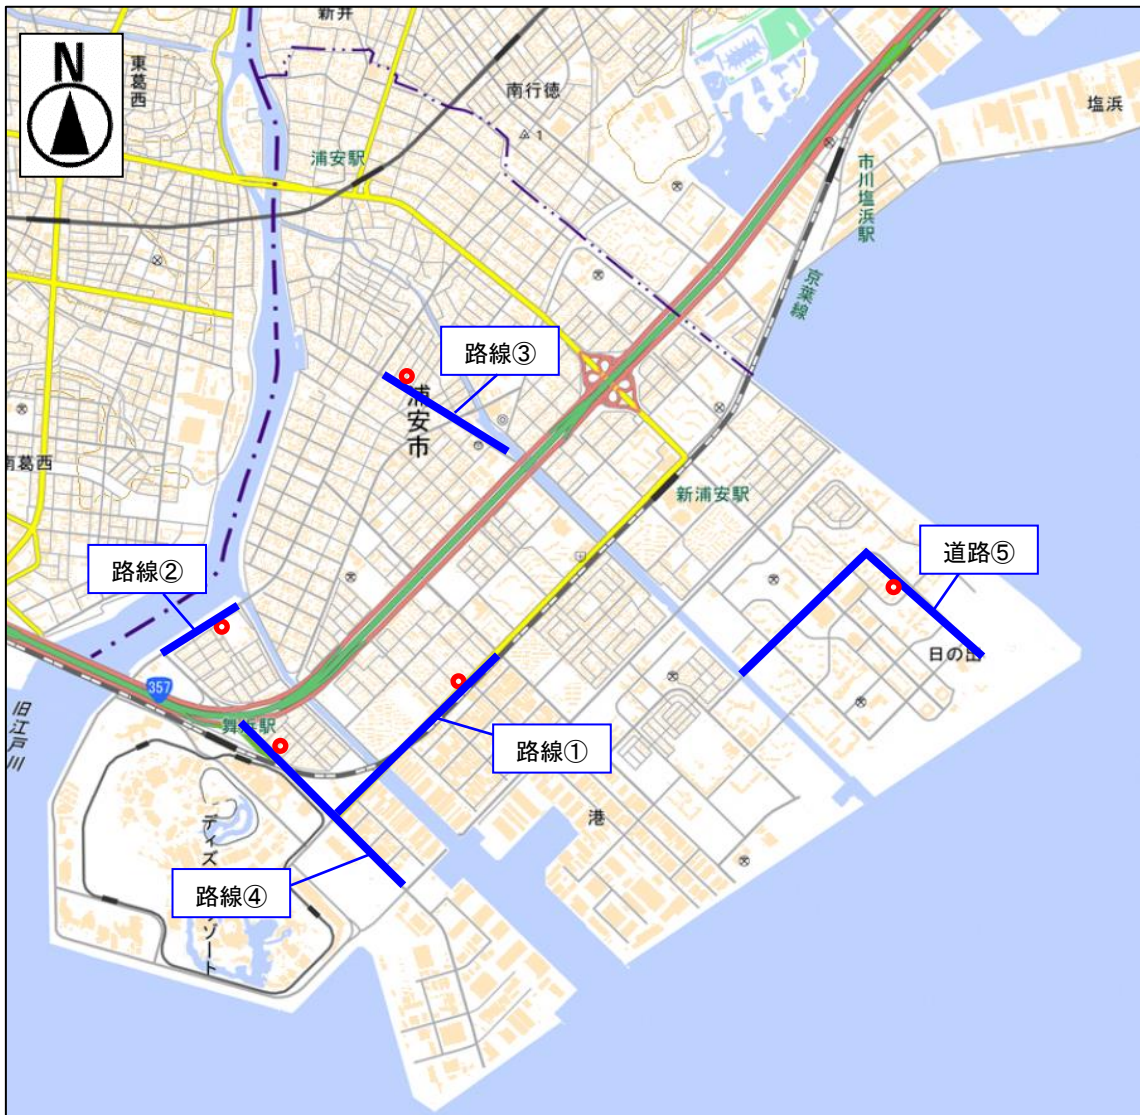 新井
N
東葛西
南行徳
1
塩浜
浦安駅
市川塩浜駅
京葉線
路線③
浦安市
南葛西
新浦安駅
路線②
道路⑤
日の出
357
旧江戸川
舞浜駅
路線①
港
ディズ
路線④
ゾート